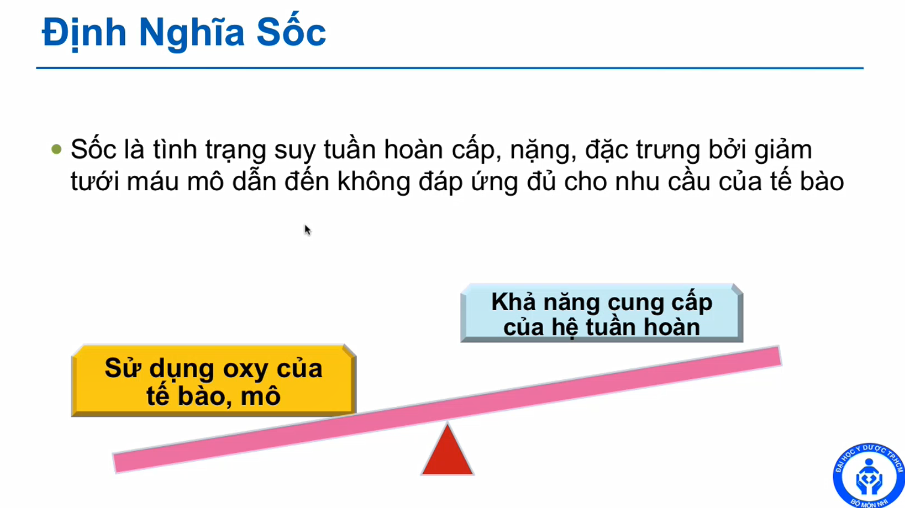 Định Nghĩa Sốc
Sốc là tình trạng suy tuần hoàn cấp, nặng, đặc trưng bởi giảm
tưới máu mô dẫn đến không đáp ứng đủ cho nhu cầu của tế bào
Khả năng cung cấp
của hệ tuần hoàn
Sử dụng oxy của
tế bào, mô
ĐẠI HỌC Y DƯỢC TP.HCM
BỘ MÔN NHI